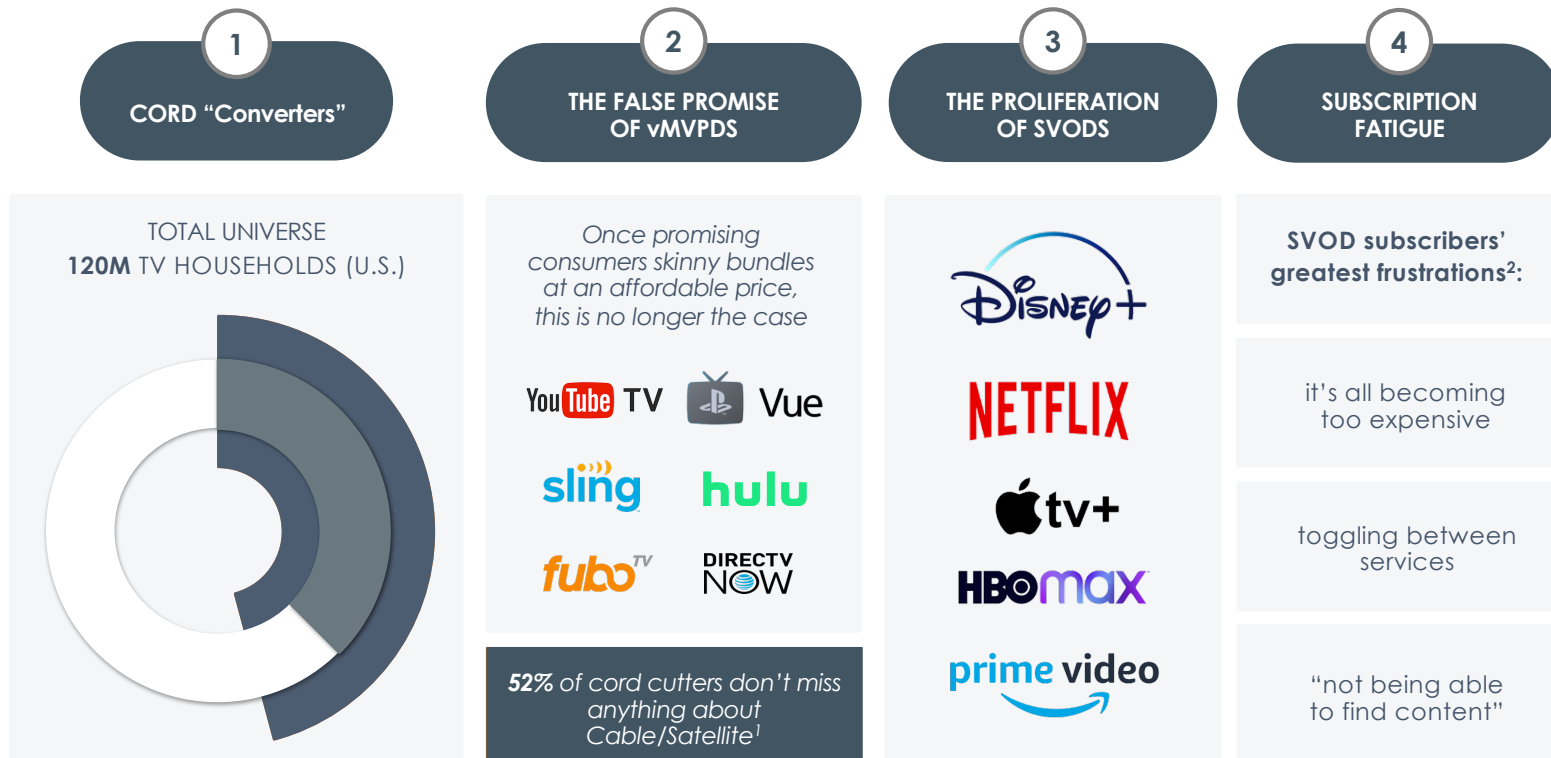 1
CORD “Converters”
TOTAL UNIVERSE
120M TV HOUSEHOLDS (U.S.)
2
THE FALSE PROMISE
OF vMVPDS
Once promising
consumers skinny bundles
at an affordable price,
this is no longer the case
YouTube TV
Vue
sling
hulu
fubo TV
DIRECTV
NOW
52% of cord cutters don’t miss
anything about
Cable/Satellite¹
3
THE PROLIFERATION
OF SVODS
Disney+
NETFLIX
tv+
HBOmax
prime video
4
SUBSCRIPTION
FATIGUE
SVOD subscribers’
greatest frustrations²:
it’s all becoming
too expensive
toggling between
services
“not being able
to find content”